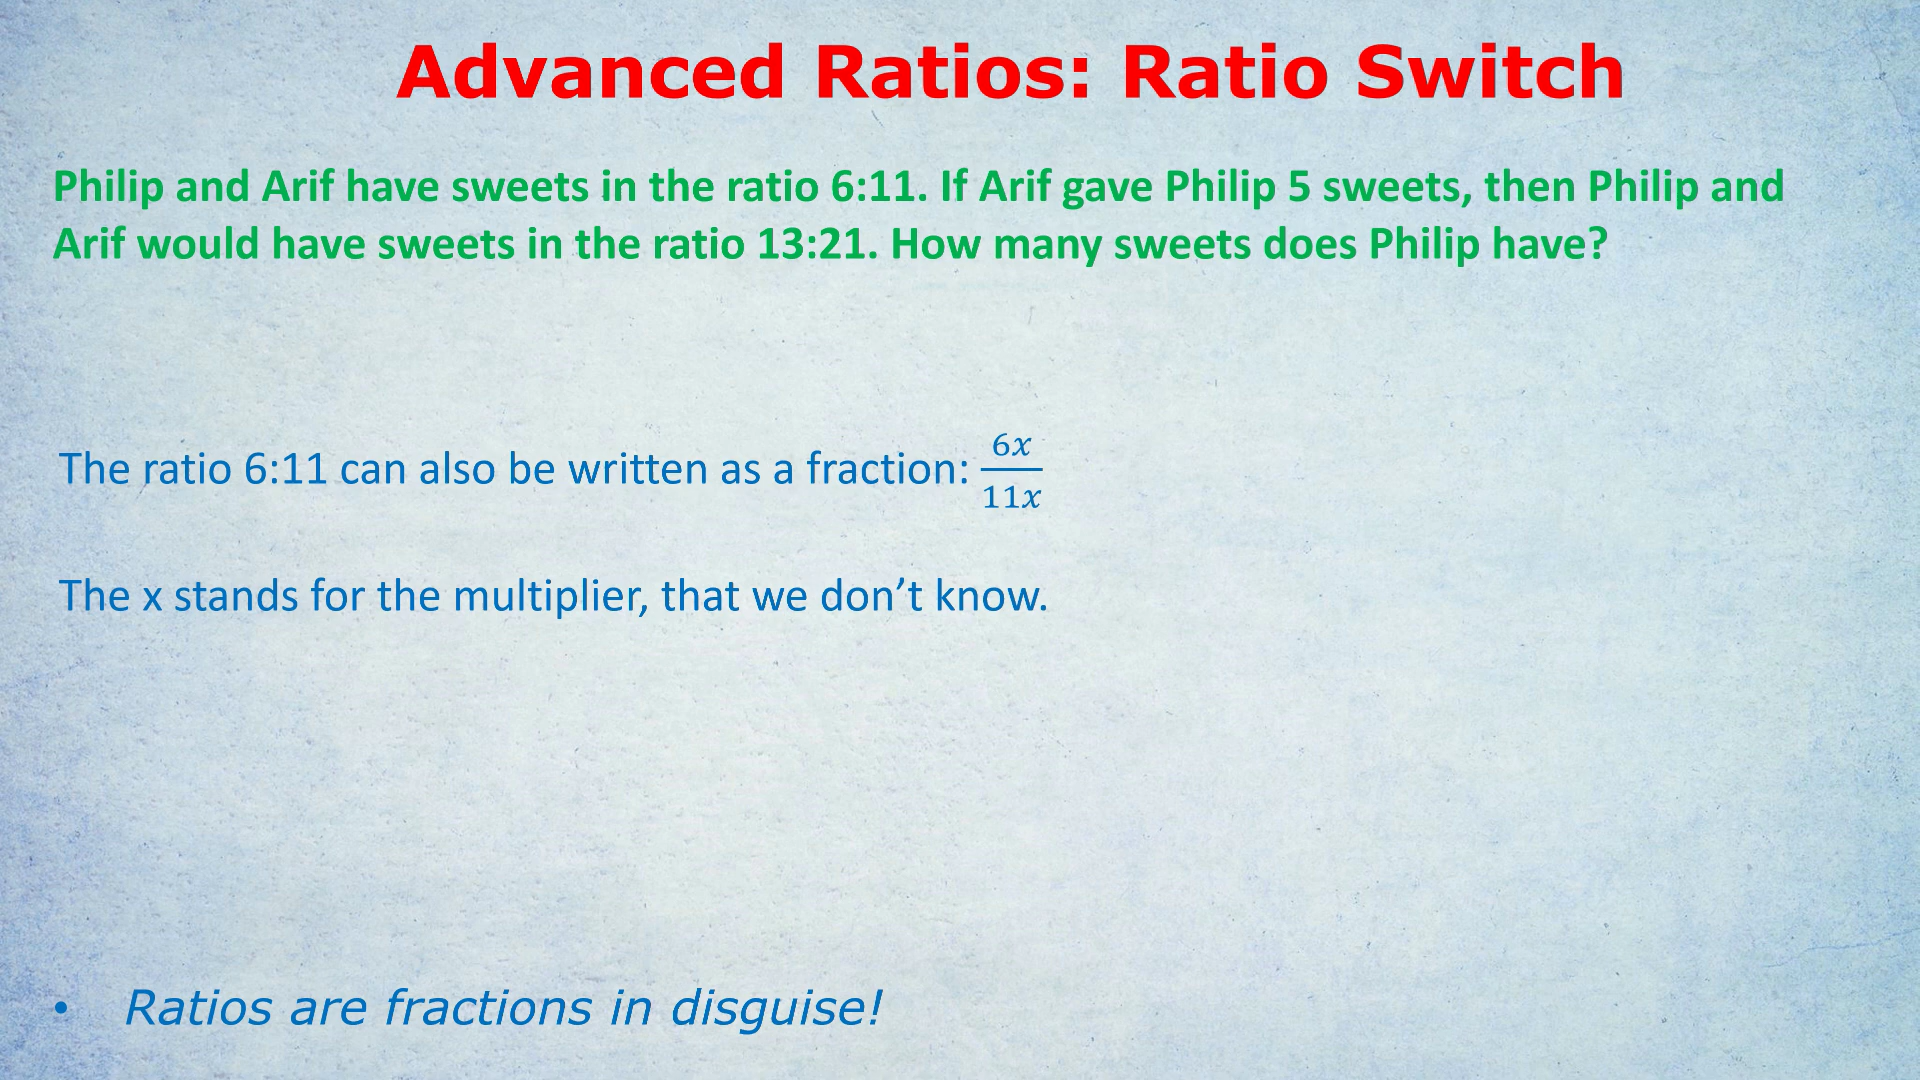 Advanced Ratios: Ratio Switch
Philip and Arif have sweets in the ratio 6:11. If Arif gave Philip 5 sweets, then Philip and
Arif would have sweets in the ratio 13:21. How many sweets does Philip have?
The ratio 6:11 can also be written as a fraction: 6x/11x
The x stands for the multiplier, that we don’t know.
• Ratios are fractions in disguise!